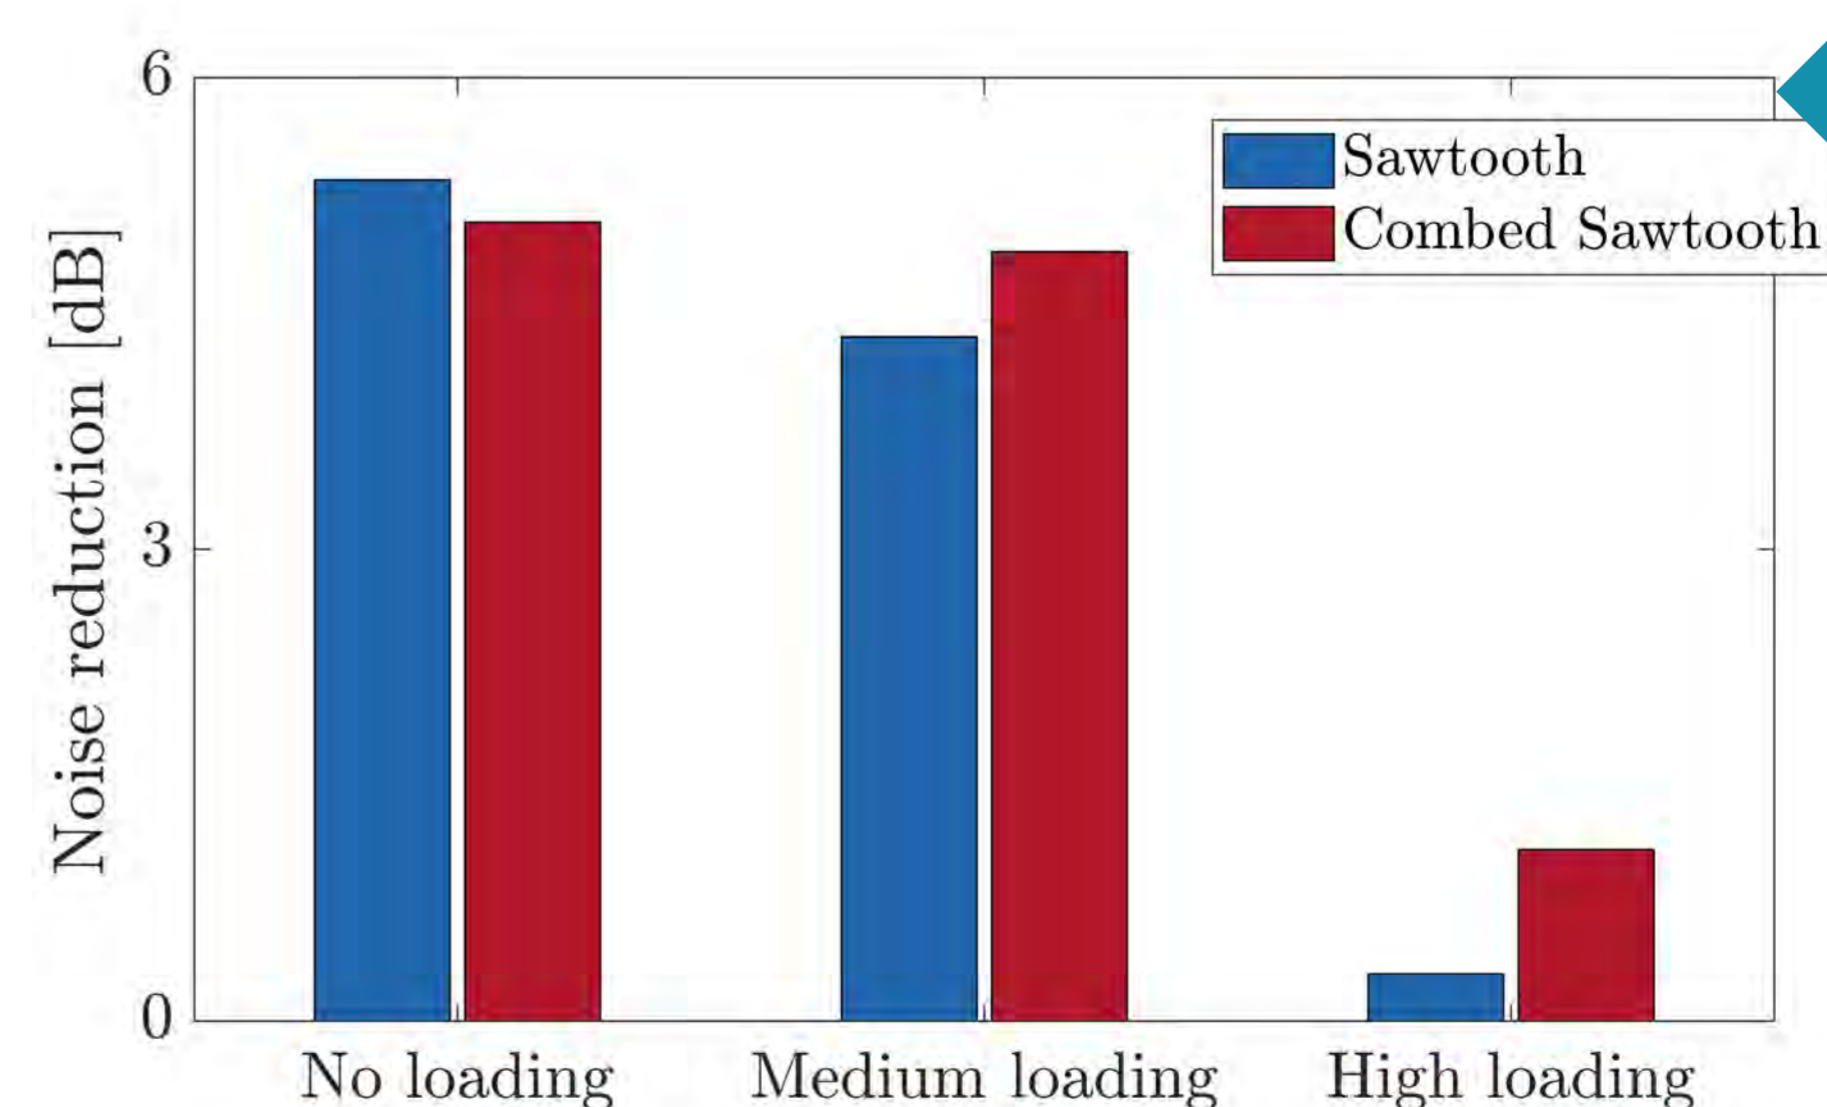 6
3
0
Noise reduction [dB]
Sawtooth
Combed Sawtooth
No loading
Medium loading
High loading